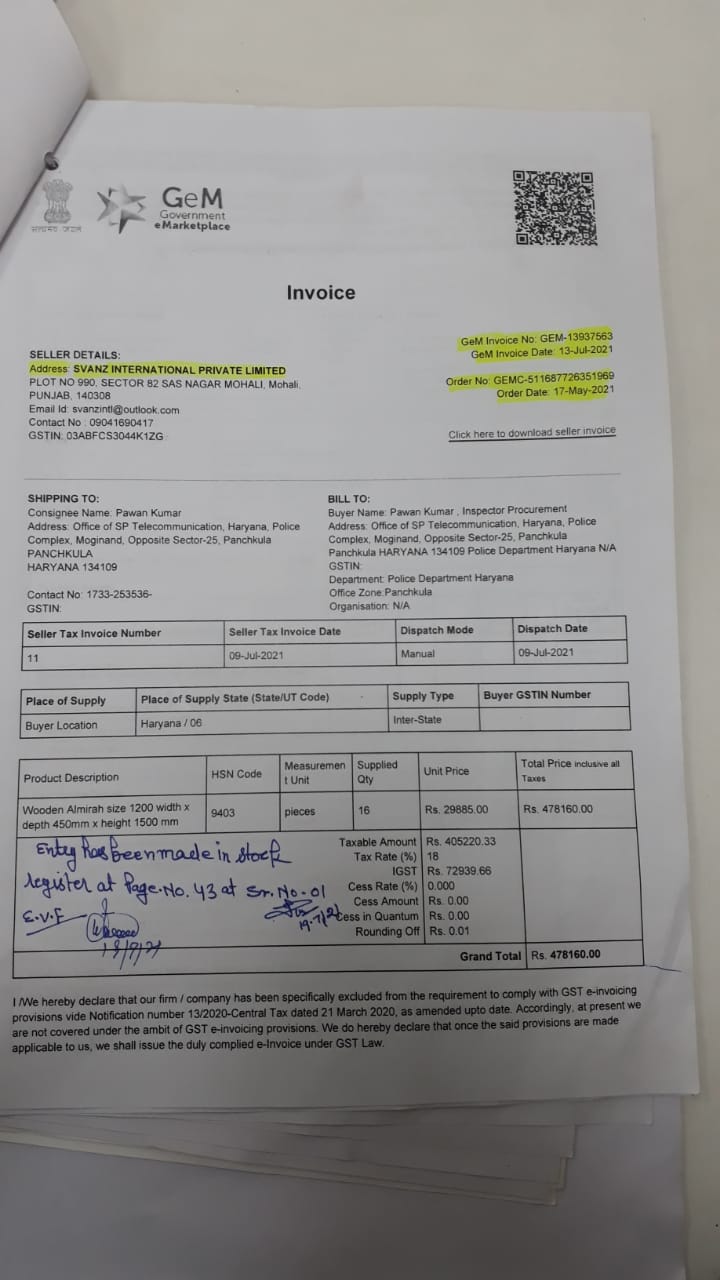 सत्यमेव जयते
GeM
Government
eMarketplace
Invoice
GeM Invoice No: GEM-13937563
GeM Invoice Date: 13-Jul-2021
Order No: GEMC-511687726351969
Order Date: 17-May-2021
Click here to download seller invoice
SELLER DETAILS:
Address: SVANZ INTERNATIONAL PRIVATE LIMITED
PLOT NO 990, SECTOR 82 SAS NAGAR MOHALI, Mohali,
PUNJAB, 140308
Email Id: svanzintl@outlook.com
Contact No : 09041690417
GSTIN: 03ABFCS3044K1ZG
SHIPPING TO:
Consignee Name: Pawan Kumar
Address: Office of SP Telecommunication, Haryana, Police
Complex, Moginand, Opposite Sector-25, Panchkula
PANCHKULA
HARYANA 134109
Contact No: 1733-253536-
GSTIN:
BILL TO:
Buyer Name: Pawan Kumar , Inspector Procurement
Address: Office of SP Telecommunication, Haryana, Police
Complex, Moginand, Opposite Sector-25, Panchkula
Panchkula HARYANA 134109 Police Department Haryana N/A
GSTIN:
Department: Police Department Haryana
Office Zone:Panchkula
Organisation: N/A
Seller Tax Invoice Number Seller Tax Invoice Date Dispatch Mode Dispatch Date
11 09-Jul-2021 Manual 09-Jul-2021
Place of Supply Place of Supply State (State/UT Code) Supply Type Buyer GSTIN Number
Buyer Location Haryana / 06 Inter-State
Product Description HSN Code Measuremen t Unit Supplied Qty Unit Price Total Price inclusive all Taxes
Wooden Almirah size 1200 width x 9403 pieces 16 Rs. 29885.00 Rs. 478160.00
depth 450mm x height 1500 mm
Taxable Amount Rs. 405220.33
Tax Rate (%) 18
IGST Rs. 72939.66
Cess Rate (%) 0.000
Cess Amount Rs. 0.00
Cess in Quantum Rs. 0.00
Rounding Off Rs. 0.01
Entry has been made in stock
register at Page.No. 43 at Sr.No-01
E.V.F
19.7/21
Grand Total Rs. 478160.00
I /We hereby declare that our firm / company has been specifically excluded from the requirement to comply with GST e-invoicing
provisions vide Notification number 13/2020-Central Tax dated 21 March 2020, as amended upto date. Accordingly, at present we
are not covered under the ambit of GST e-invoicing provisions. We do hereby declare that once the said provisions are made
applicable to us, we shall issue the duly complied e-Invoice under GST Law.